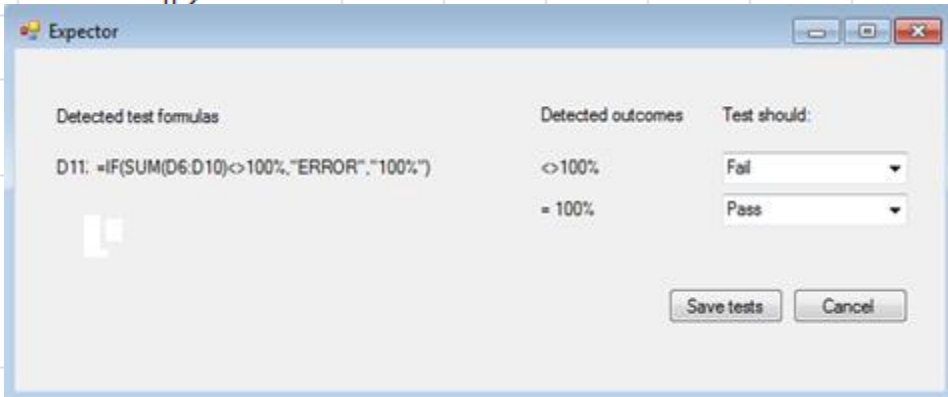 Expector
Detected test formulas Detected outcomes Test should:
D11: =IF(SUM(D6:D10)<>100%,"ERROR","100%") <>100% Fail
= 100% Pass
Save tests Cancel